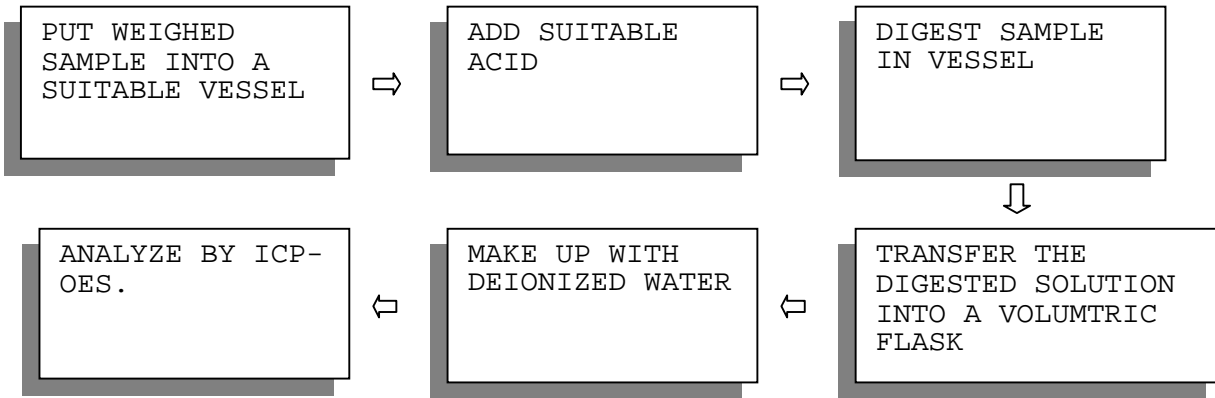 PUT WEIGHED
SAMPLE INTO A
SUITABLE VESSEL
ADD SUITABLE
ACID
DIGEST SAMPLE
IN VESSEL
TRANSFER THE
DIGESTED SOLUTION
INTO A VOLUMTRIC
FLASK
MAKE UP WITH
DEIONIZED WATER
ANALYZE BY ICP-
OES.